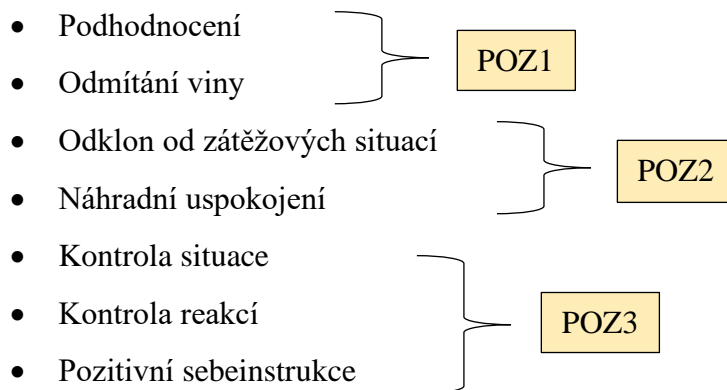 • Podhodnocení
• Odmítání viny
POZ1
• Odklon od zátěžových situací
• Náhradní uspokojení
POZ2
• Kontrola situace
• Kontrola reakcí
• Pozitivní sebeinstrukce
POZ3